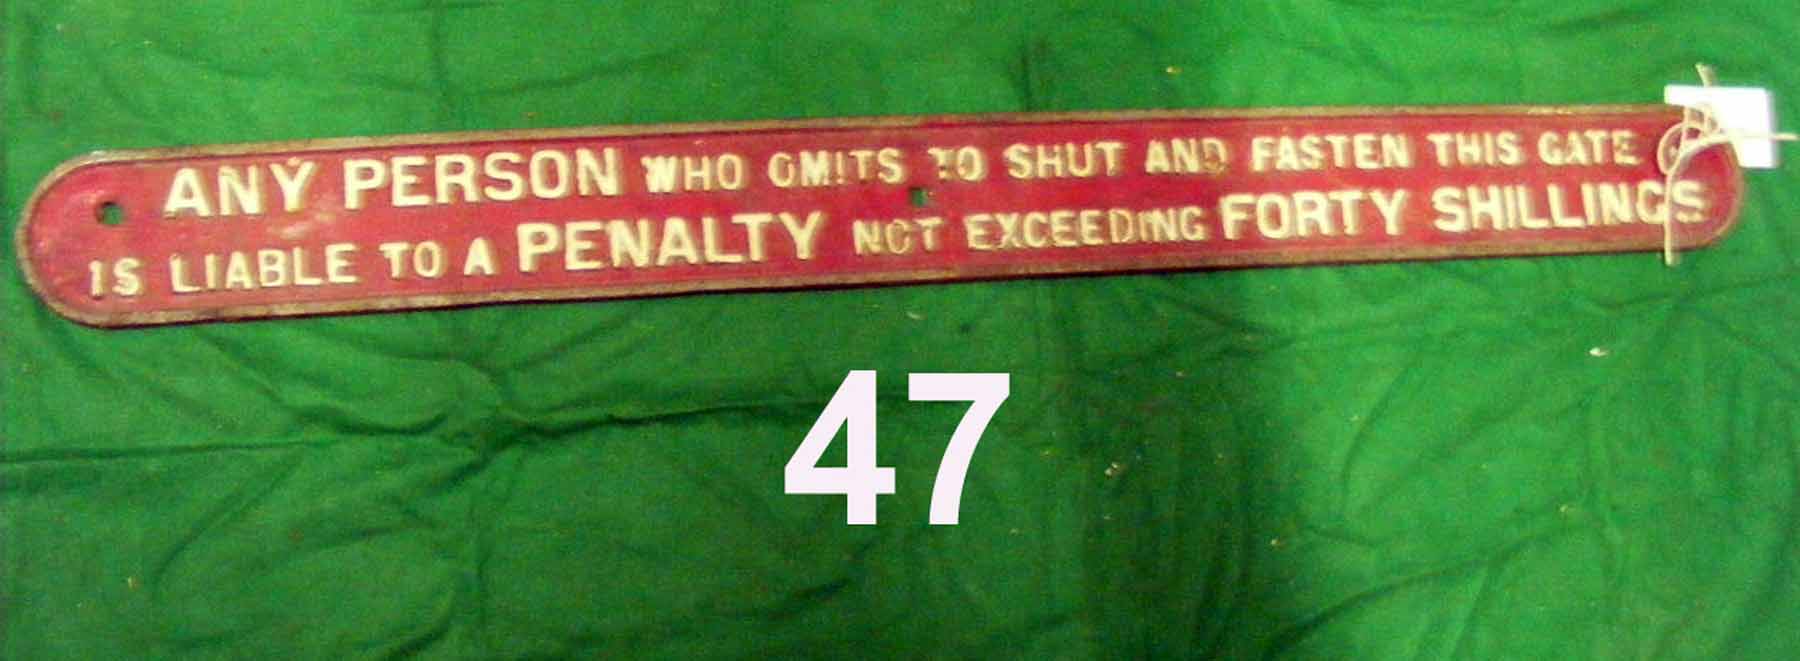 ANY PERSON WHO OMITS TO SHUT AND FASTEN THIS GATE
IS LIABLE TO A PENALTY NOT EXCEEDING FORTY SHILLINGS
47